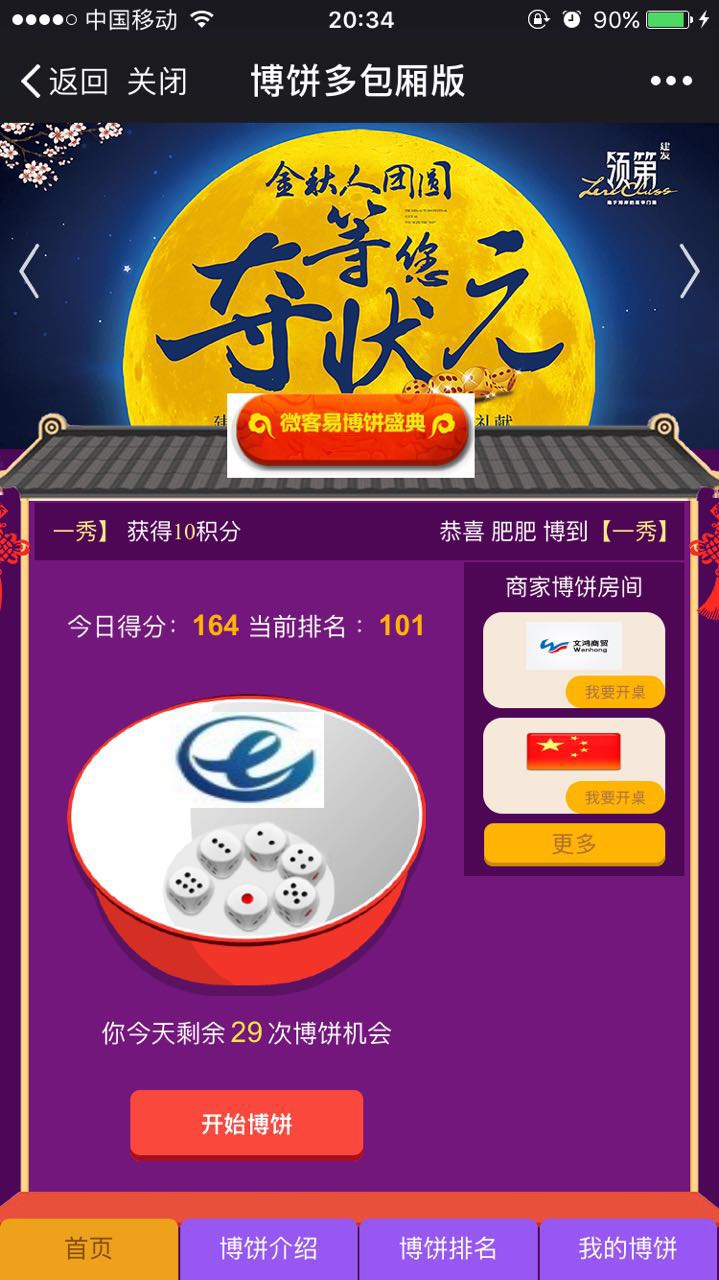 中国移动
20:34
90%
返回 关闭
博饼多包厢版
金秋人团圆
等您
夺状元
建发
领第
微客易博饼盛典
礼献
一秀】 获得10积分
恭喜 肥肥 博到【一秀】
今日得分：164 当前排名：101
商家博饼房间
文鸿商贸
Wenhong
我要开桌
我要开桌
更多
你今天剩余29次博饼机会
开始博饼
首页
博饼介绍
博饼排名
我的博饼